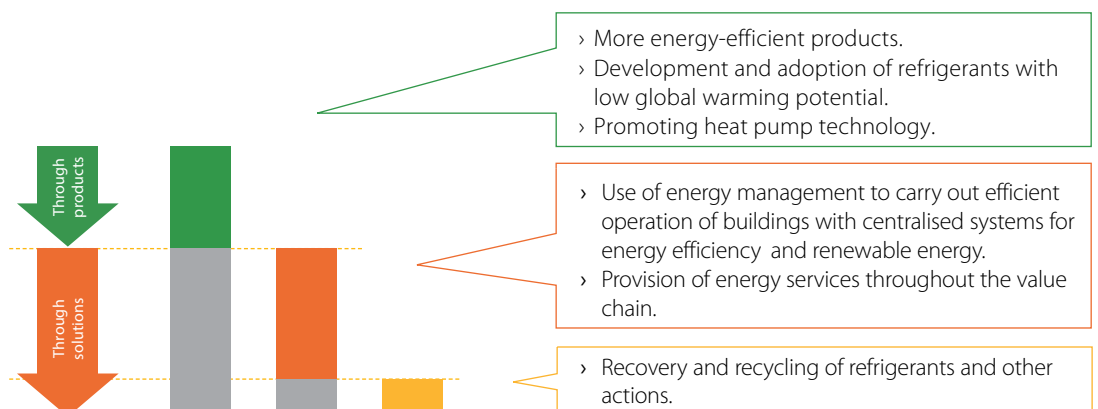 › More energy-efficient products.
› Development and adoption of refrigerants with
low global warming potential.
› Promoting heat pump technology.
Through
products
› Use of energy management to carry out efficient
operation of buildings with centralised systems for
energy efficiency and renewable energy.
› Provision of energy services throughout the value
chain.
Through
solutions
› Recovery and recycling of refrigerants and other
actions.